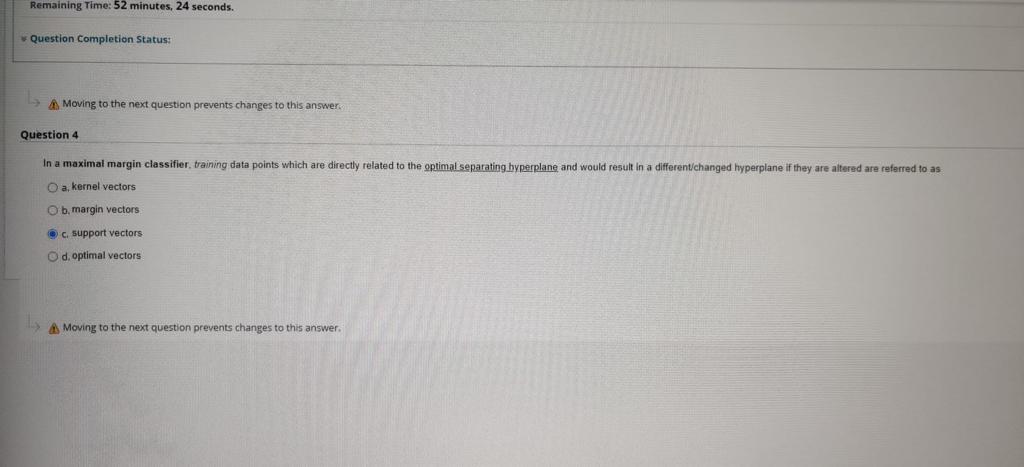 Remaining Time: 52 minutes, 24 seconds.
Question Completion Status:
Moving to the next question prevents changes to this answer.
Question 4
In a maximal margin classifier, training data points which are directly related to the optimal separating hyperplane and would result in a different/changed hyperplane if they are altered are referred to as
a. kernel vectors
b. margin vectors
c. support vectors
d. optimal vectors
Moving to the next question prevents changes to this answer.